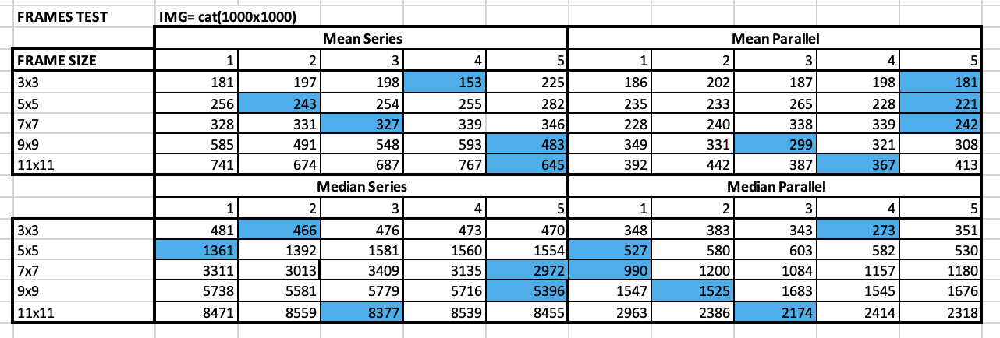 FRAMES TEST IMG= cat(1000x1000)
Mean Series Mean Parallel
FRAME SIZE 1 2 3 4 5 1 2 3 4 5
3x3 181 197 198 153 225 186 202 187 198 181
5x5 256 243 254 255 282 235 233 265 228 221
7x7 328 331 327 339 346 228 240 338 339 242
9x9 585 491 548 593 483 349 331 299 321 308
11x11 741 674 687 767 645 392 442 387 367 413
Median Series Median Parallel
1 2 3 4 5 1 2 3 4 5
3x3 481 466 476 473 470 348 383 343 273 351
5x5 1361 1392 1581 1560 1554 527 580 603 582 530
7x7 3311 3013 3409 3135 2972 990 1200 1084 1157 1180
9x9 5738 5581 5779 5716 5396 1547 1525 1683 1545 1676
11x11 8471 8559 8377 8539 8455 2963 2386 2174 2414 2318